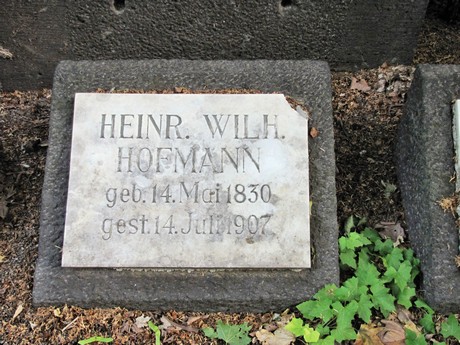 HEINR. WILH.
HOFMANN
geb. 14. Mai 1830
gest. 14. Juli 1907.